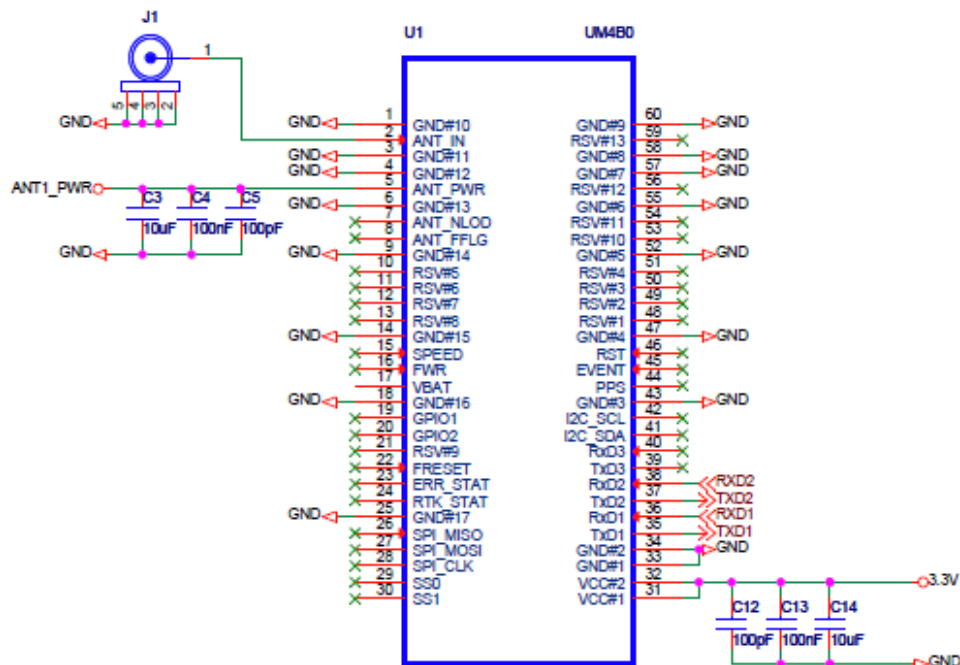 J1
U1 UM4B0
1
5 4 3 2
GND
GND 1 GND#10
2 ANT_IN
GND 3 GND#11
GND 4 GND#12
ANT1_PWR 5 ANT_PWR
GND 6 GND#13
7 ANT_NLOD
8 ANT_FFLG
GND 9 GND#14
10 RSV#5
11 RSV#6
12 RSV#7
13 RSV#8
GND 14 GND#15
15 SPEED
16 FWR
17 VBAT
GND 18 GND#16
19 GPIO1
20 GPIO2
21 RSV#9
22 FRESET
23 ERR_STAT
24 RTK_STAT
GND 25 GND#17
26 SPI_MISO
27 SPI_MOSI
28 SPI_CLK
29 SS0
30 SS1
C3 C4 C5
10uF 100nF 100pF
GND
GND#9 60 GND
RSV#13 59
GND#8 58 GND
GND#7 57 GND
RSV#12 56
GND#6 55 GND
RSV#11 54
RSV#10 53
GND#5 52 GND
RSV#4 51
RSV#3 50
RSV#2 49
RSV#1 48
GND#4 47 GND
RST 46
EVENT 45
PPS 44
GND#3 43 GND
I2C_SCL 42
I2C_SDA 41
RxD3 40
TxD3 39
RxD2 38 RXD2
TxD2 37 TXD2
RxD1 36 RXD1
TxD1 35 TXD1
GND#2 34 GND
GND#1 33
VCC#2 32 3.3V
VCC#1 31
C12 C13 C14
100pF 100nF 10uF
GND